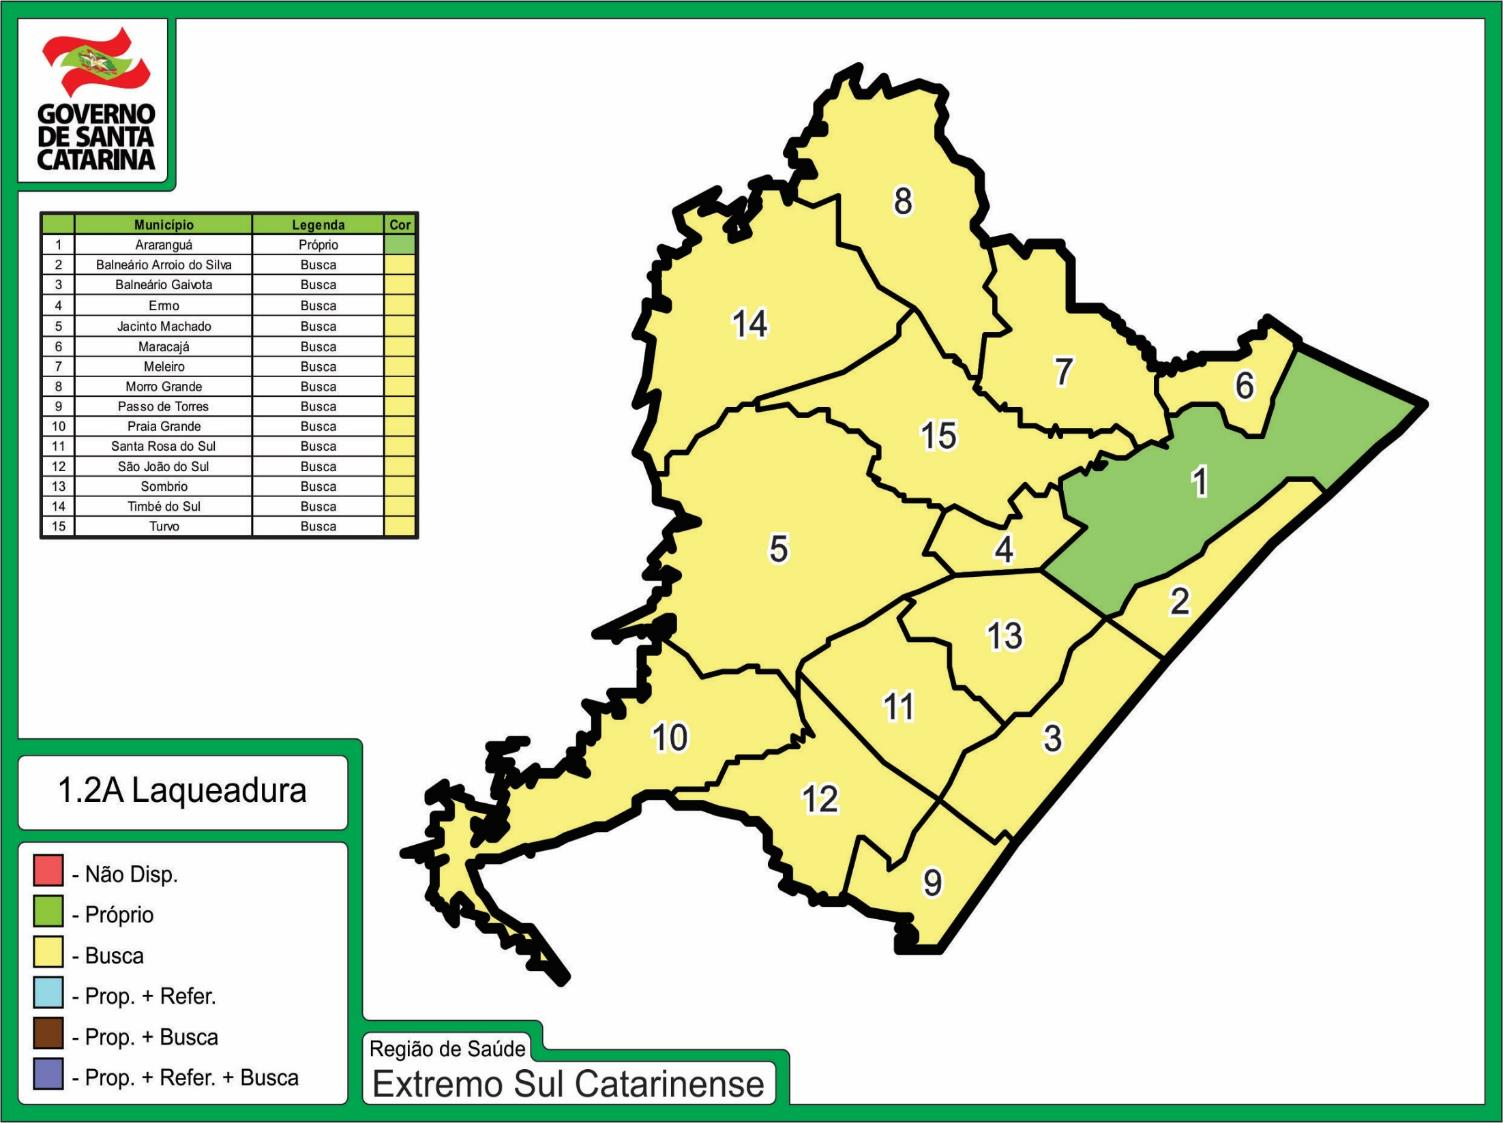 GOVERNO
DE SANTA
CATARINA
Município Legenda Cor
1 Araranguá Próprio
2 Balneário Arroio do Silva Busca
3 Balneário Gaivota Busca
4 Ermo Busca
5 Jacinto Machado Busca
6 Maracajá Busca
7 Meleiro Busca
8 Morro Grande Busca
9 Passo de Torres Busca
10 Praia Grande Busca
11 Santa Rosa do Sul Busca
12 São João do Sul Busca
13 Sombrio Busca
14 Timbé do Sul Busca
15 Turvo Busca
8
14
7
6
15
1
5
4
2
13
11
10
3
12
9
1.2A Laqueadura
- Não Disp.
- Próprio
- Busca
- Prop. + Refer.
- Prop. + Busca
- Prop. + Refer. + Busca
Região de Saúde
Extremo Sul Catarinense